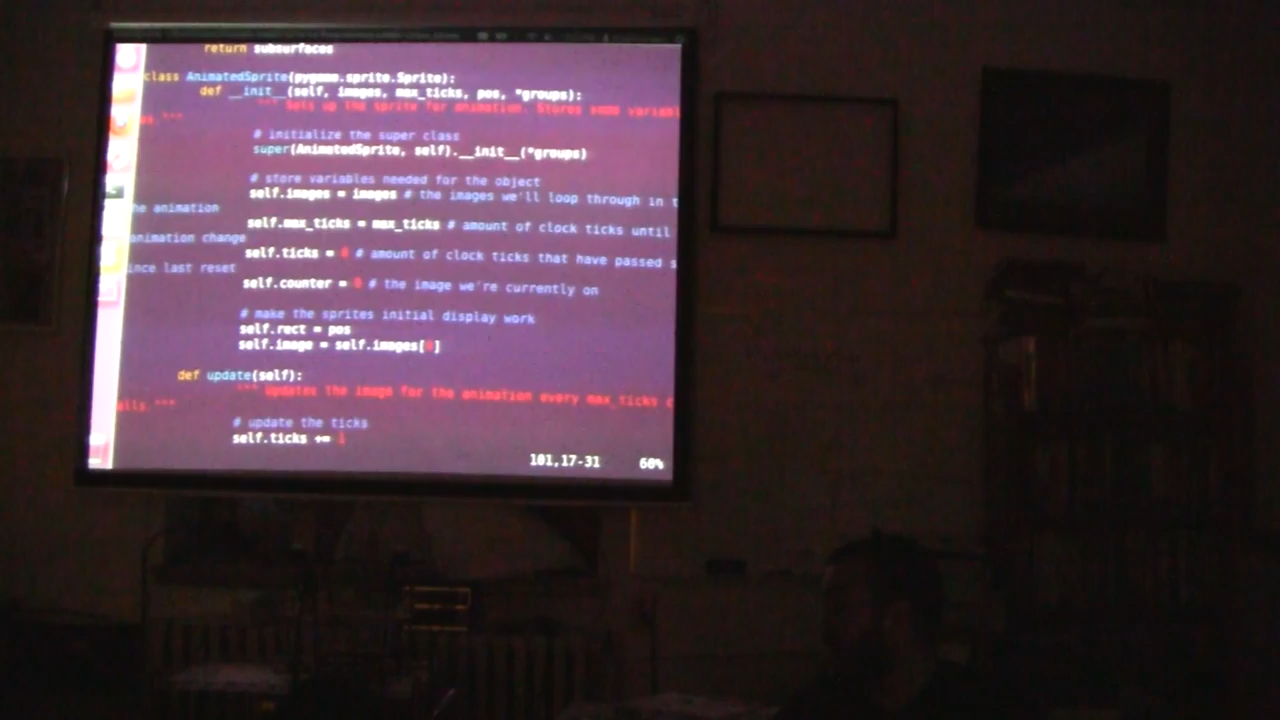 return subsurfaces
class AnimatedSprite(pygame.sprite.Sprite):
def __init__(self, images, max_ticks, pos, *groups):
""" Sets up the sprite for animation. Stores some variabl
es."""
# initialize the super class
super(AnimatedSprite, self).__init__(*groups)
# store variables needed for the object
self.images = images # the images we'll loop through in t
he animation
self.max_ticks = max_ticks # amount of clock ticks until
animation change
self.ticks = 0 # amount of clock ticks that have passed s
ince last reset
self.counter = 0 # the image we're currently on
# make the sprites initial display work
self.rect = pos
self.image = self.images[0]
def update(self):
""" Updates the image for the animation every max_ticks c
alls."""
# update the ticks
self.ticks += 1
101,17-31 60%